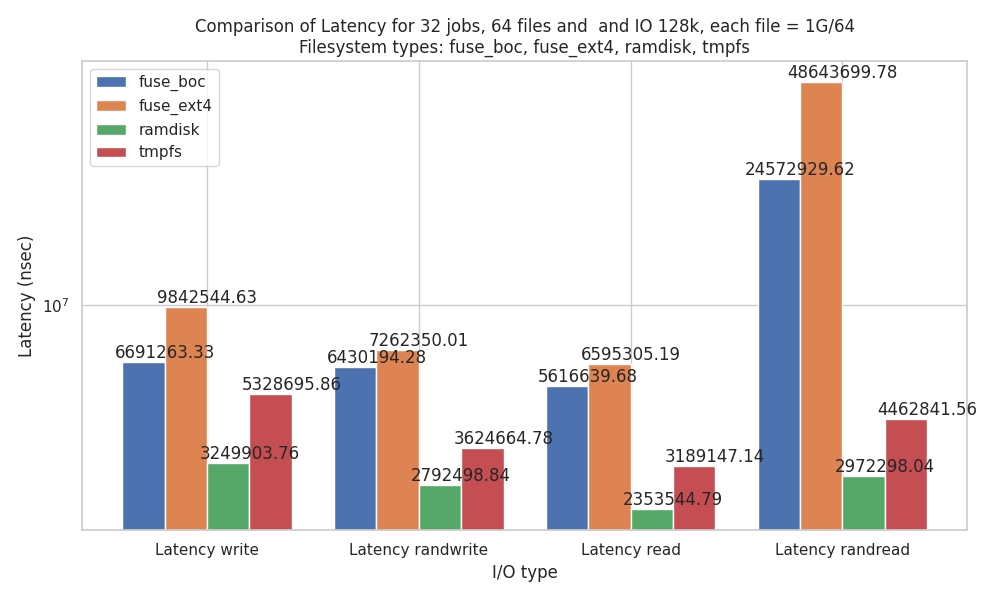 Comparison of Latency for 32 jobs, 64 files and  and IO 128k, each file = 1G/64
Filesystem types: fuse_boc, fuse_ext4, ramdisk, tmpfs
fuse_boc
fuse_ext4
ramdisk
tmpfs
48643699.78
24572929.62
Latency (nsec)
10⁷
9842544.63
6691263.33
3249903.76
5328695.86
7262350.01
6430194.28
2792498.84
3624664.78
6595305.19
5616639.68
2353544.79
3189147.14
4462841.56
2972298.04
Latency write
Latency randwrite
Latency read
Latency randread
I/O type